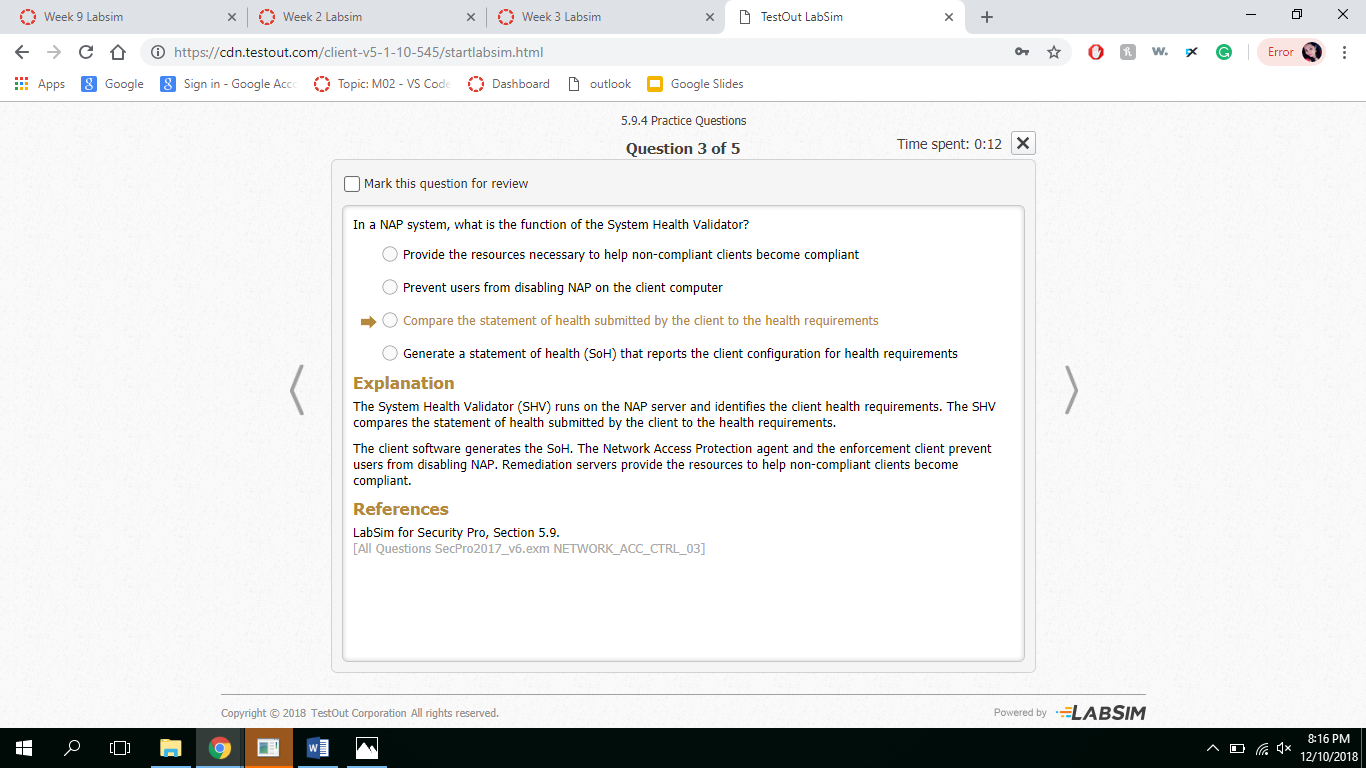 Week 9 Labsim
Week 2 Labsim
Week 3 Labsim
TestOut LabSim
https://cdn.testout.com/client-v5-1-10-545/startlabsim.html
Error
Apps
Google
Sign in - Google Acco
Topic: M02 - VS Code
Dashboard
outlook
Google Slides
5.9.4 Practice Questions
Question 3 of 5
Time spent: 0:12
Mark this question for review
In a NAP system, what is the function of the System Health Validator?
Provide the resources necessary to help non-compliant clients become compliant
Prevent users from disabling NAP on the client computer
Compare the statement of health submitted by the client to the health requirements
Generate a statement of health (SoH) that reports the client configuration for health requirements
Explanation
The System Health Validator (SHV) runs on the NAP server and identifies the client health requirements. The SHV
compares the statement of health submitted by the client to the health requirements.
The client software generates the SoH. The Network Access Protection agent and the enforcement client prevent
users from disabling NAP. Remediation servers provide the resources to help non-compliant clients become
compliant.
References
LabSim for Security Pro, Section 5.9.
[All Questions SecPro2017_v6.exm NETWORK_ACC_CTRL_03]
Copyright © 2018 TestOut Corporation All rights reserved.
Powered by LABSIM
8:16 PM
12/10/2018